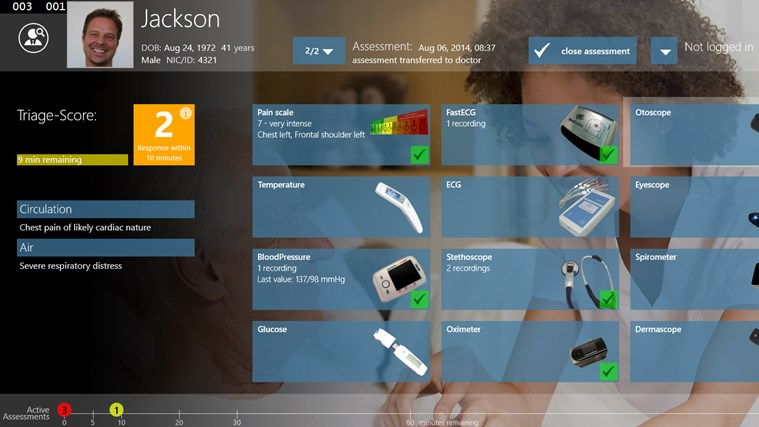 003 001
Jackson
DOB: Aug 24, 1972 41 years
Male NIC/ID: 4321
2/2
Assessment: Aug 06, 2014, 08:37
assessment transferred to doctor
close assessment
Not logged in
Triage-Score:
2
Response within
10 minutes
9 min remaining
Circulation
Chest pain of likely cardiac nature
Air
Severe respiratory distress
Pain scale
7 - very intense
Chest left, Frontal shoulder left
FastECG
1 recording
Otoscope
Temperature
ECG
Eyescope
BloodPressure
1 recording
Last value: 137/98 mmHg
Stethoscope
2 recordings
Spirometer
Glucose
Oximeter
Dermascope
Active
Assessments
3 1
0 5 10 20 30 60 minutes remaining